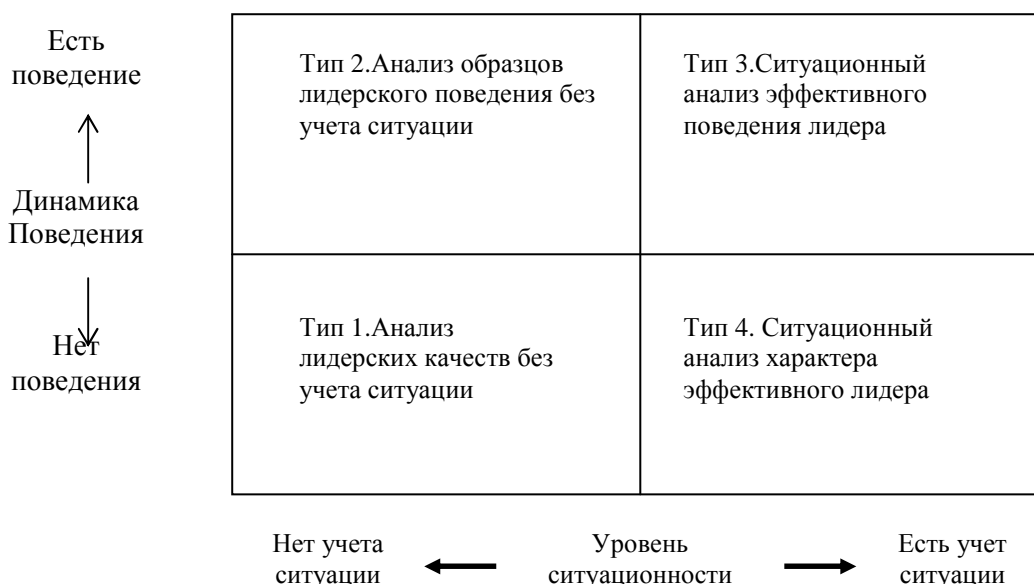 Есть
поведение
Динамика
Поведения
Нет
поведения
Тип 2.Анализ образцов
лидерского поведения без
учета ситуации
Тип 3.Ситуационный
анализ эффективного
поведения лидера
Тип 1.Анализ
лидерских качеств без
учета ситуации
Тип 4. Ситуационный
анализ характера
эффективного лидера
Нет учета
ситуации
Уровень
ситуационности
Есть учет
ситуации